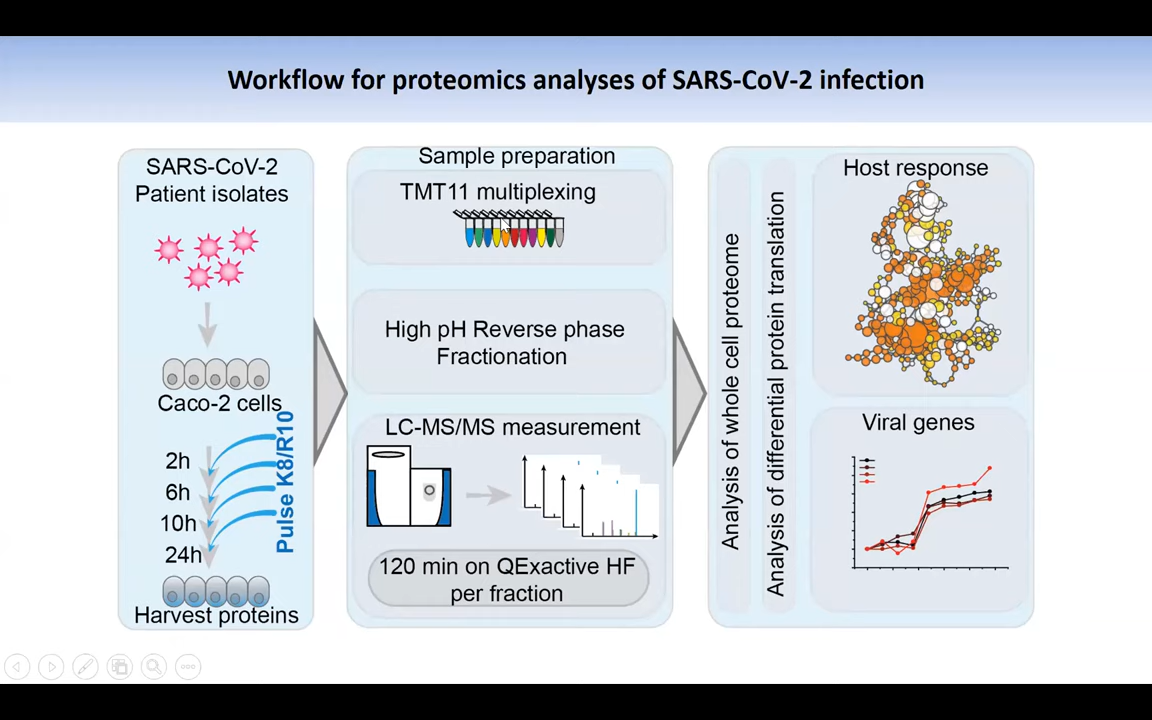 Workflow for proteomics analyses of SARS-CoV-2 infection
SARS-CoV-2
Patient isolates
Caco-2 cells
2h
6h
10h
24h
Pulse K8/R10
Harvest proteins
Sample preparation
TMT11 multiplexing
High pH Reverse phase
Fractionation
LC-MS/MS measurement
120 min on QExactive HF
per fraction
Analysis of whole cell proteome
Analysis of differential protein translation
Host response
Viral genes